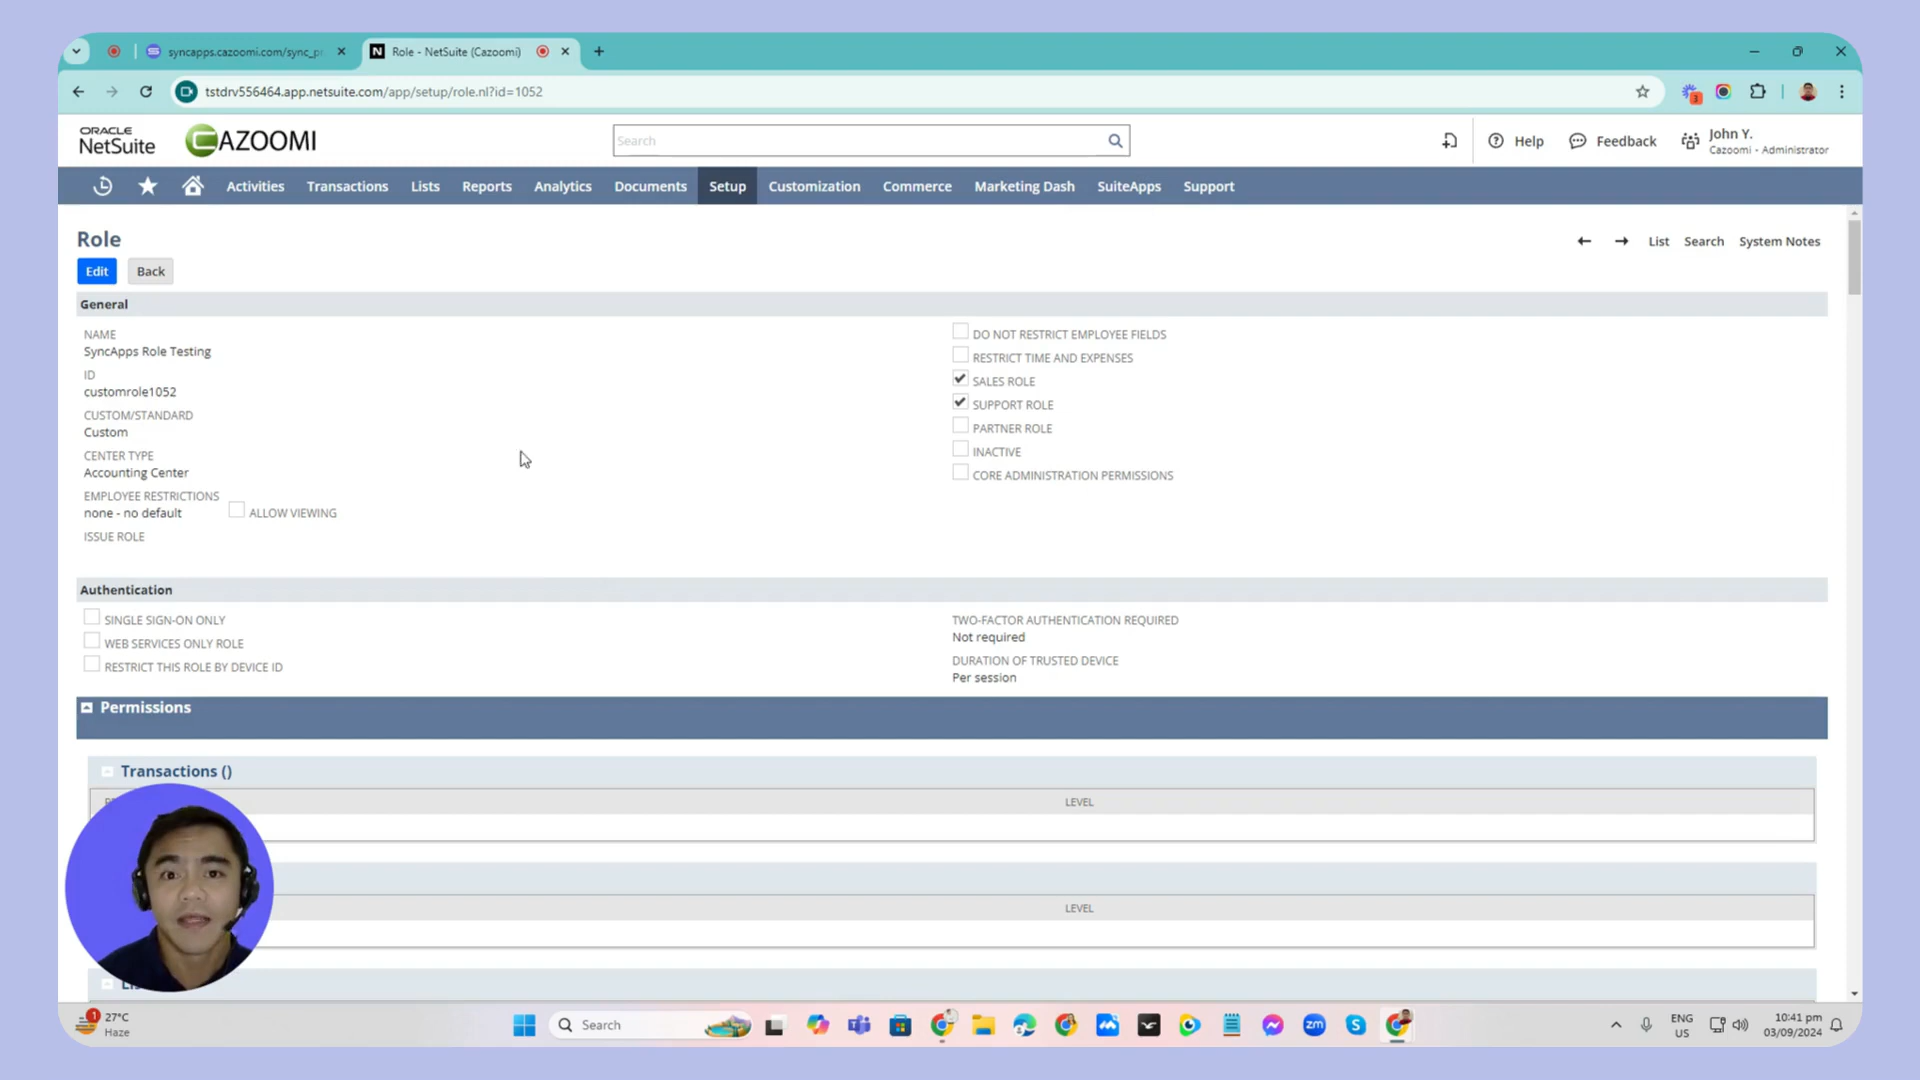 syncapps.cazoomi.com/sync_p
Role - NetSuite (Cazoomi)
tstdrv556464.app.netsuite.com/app/setup/role.nl?id=1052
3
ORACLE
NetSuite
CAZOOMI
Search
Help
Feedback
John Y.
Cazoomi - Administrator
Activities
Transactions
Lists
Reports
Analytics
Documents
Setup
Customization
Commerce
Marketing Dash
SuiteApps
Support
Role
List
Search
System Notes
Edit
Back
General
NAME
SyncApps Role Testing
ID
customrole1052
CUSTOM/STANDARD
Custom
CENTER TYPE
Accounting Center
EMPLOYEE RESTRICTIONS
none - no default
ALLOW VIEWING
ISSUE ROLE
DO NOT RESTRICT EMPLOYEE FIELDS
RESTRICT TIME AND EXPENSES
SALES ROLE
SUPPORT ROLE
PARTNER ROLE
INACTIVE
CORE ADMINISTRATION PERMISSIONS
Authentication
SINGLE SIGN-ON ONLY
WEB SERVICES ONLY ROLE
RESTRICT THIS ROLE BY DEVICE ID
TWO-FACTOR AUTHENTICATION REQUIRED
Not required
DURATION OF TRUSTED DEVICE
Per session
Permissions
Transactions ()
LEVEL
LEVEL
1
27°C
Haze
Search
zm
ENG
US
10:41 pm
03/09/2024